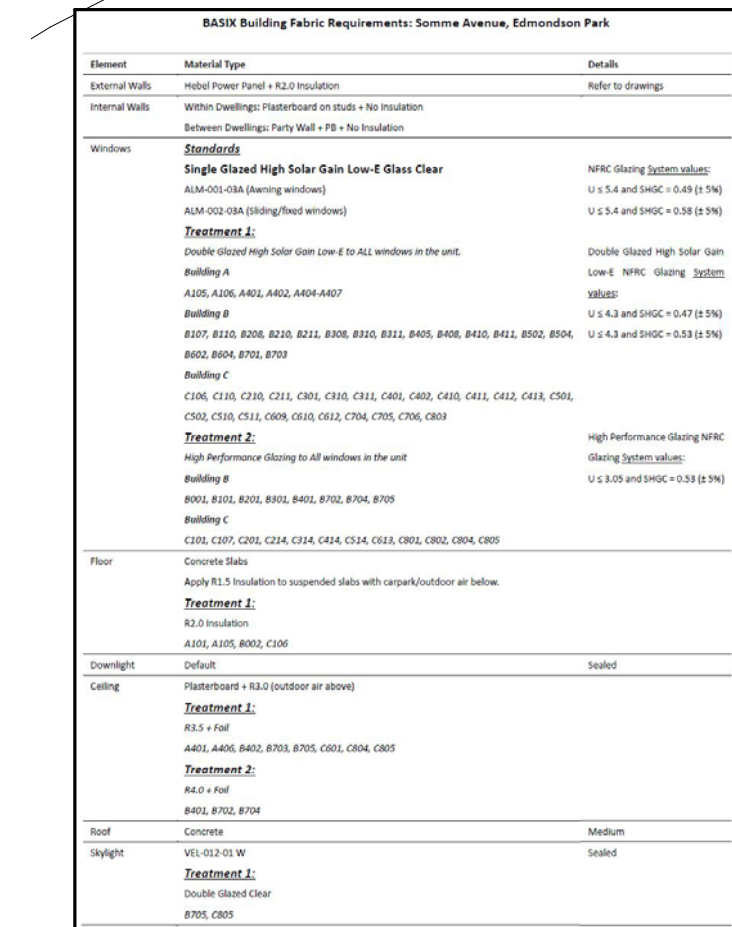 BASIX Building Fabric Requirements: Somme Avenue, Edmondson Park
Element Material Type Details
External Walls Hebel Power Panel + R2.0 Insulation Refer to drawings
Internal Walls Within Dwellings: Plasterboard on studs + No Insulation
Between Dwellings: Party Wall + PB + No Insulation
Windows Standards
Single Glazed High Solar Gain Low-E Glass Clear NFRC Glazing System values:
ALM-001-03A (Awning windows) U ≤ 5.4 and SHGC = 0.49 (± 5%)
ALM-002-03A (Sliding/fixed windows) U ≤ 5.4 and SHGC = 0.58 (± 5%)
Treatment 1:
Double Glazed High Solar Gain Low-E to ALL windows in the unit. Double Glazed High Solar Gain
Building A Low-E NFRC Glazing System
A105, A106, A401, A402, A404-A407 values:
Building B U ≤ 4.3 and SHGC = 0.47 (± 5%)
B107, B110, B208, B210, B211, B308, B310, B311, B405, B408, B410, B411, B502, B504, U ≤ 4.3 and SHGC = 0.53 (± 5%)
B602, B604, B701, B703
Building C
C106, C110, C210, C211, C301, C310, C311, C401, C402, C410, C411, C412, C413, C501,
C502, C510, C511, C609, C610, C612, C704, C705, C706, C803
Treatment 2: High Performance Glazing NFRC
High Performance Glazing to All windows in the unit Glazing System values:
Building B U ≤ 3.05 and SHGC = 0.53 (± 5%)
B001, B101, B201, B301, B401, B702, B704, B705
Building C
C101, C107, C201, C214, C314, C414, C514, C613, C801, C802, C804, C805
Floor Concrete Slabs
Apply R1.5 Insulation to suspended slabs with carpark/outdoor air below.
Treatment 1:
R2.0 Insulation
A101, A105, B002, C106
Downlight Default Sealed
Ceiling Plasterboard + R3.0 (outdoor air above)
Treatment 1:
R3.5 + Foil
A401, A406, B402, B703, B705, C601, C804, C805
Treatment 2:
R4.0 + Foil
B401, B702, B704
Roof Concrete Medium
Skylight VEL-012-01 W Sealed
Treatment 1:
Double Glazed Clear
B705, C805